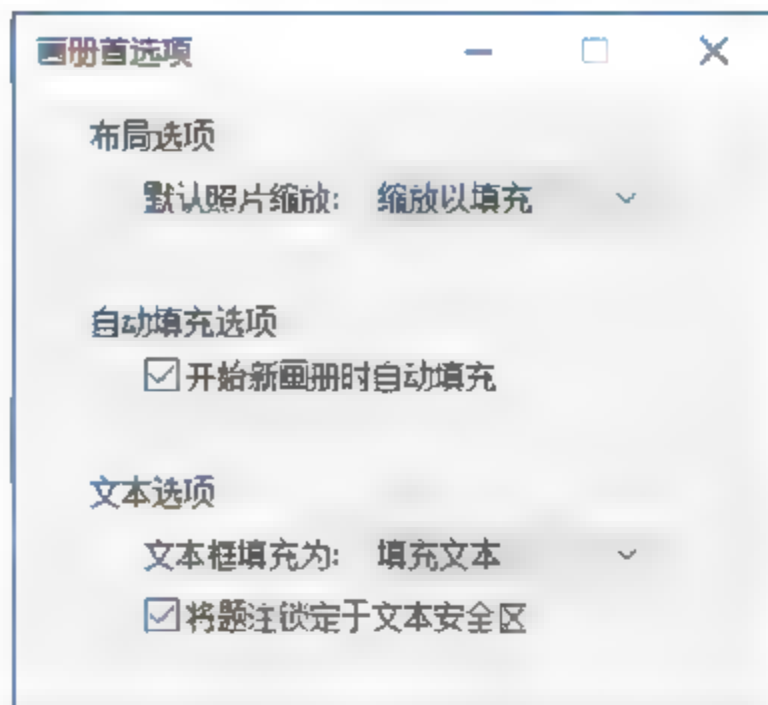 画册首选项
布局选项
默认照片缩放: 缩放以填充
自动填充选项
开始新画册时自动填充
文本选项
文本框填充为: 填充文本
将题注锁定于文本安全区